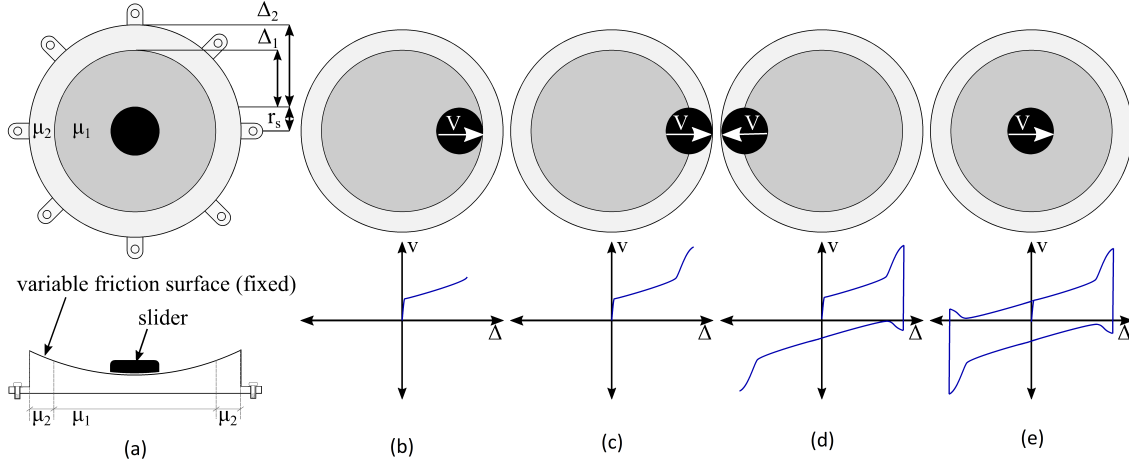 Δ₂
Δ₁
rₛ
μ₂
μ₁
V
V
V
V
variable friction surface (fixed)
slider
μ₂
μ₁
μ₂
v
Δ
v
Δ
v
Δ
v
Δ
(a)
(b)
(c)
(d)
(e)